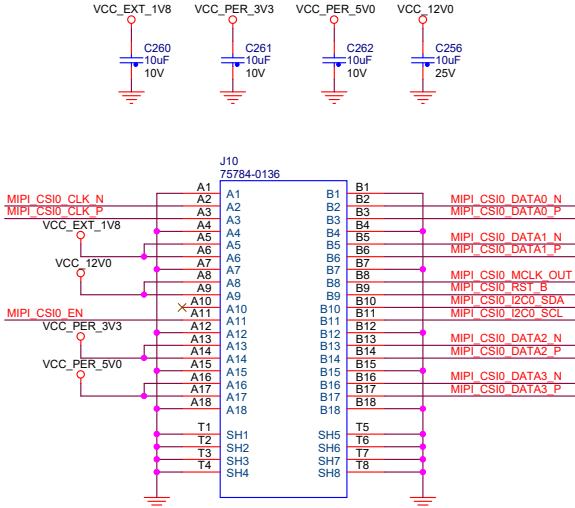 VCC_EXT_1V8 VCC_PER_3V3 VCC_PER_5V0 VCC_12V0
C260 C261 C262 C256
10uF 10uF 10uF 10uF
10V 10V 10V 25V
J10
75784-0136
A1 A1 B1 B1
MIPI_CSI0_CLK_N A2 A2 B2 B2 MIPI_CSI0_DATA0_N
MIPI_CSI0_CLK_P A3 A3 B3 B3 MIPI_CSI0_DATA0_P
VCC_EXT_1V8 A4 A4 B4 B4
A5 A5 B5 B5 MIPI_CSI0_DATA1_N
A6 A6 B6 B6 MIPI_CSI0_DATA1_P
VCC_12V0 A7 A7 B7 B7
A8 A8 B8 B8 MIPI_CSI0_MCLK_OUT
A9 A9 B9 B9 MIPI_CSI0_RST_B
A10 A10 B10 B10 MIPI_CSI0_I2C0_SDA
MIPI_CSI0_EN A11 A11 B11 B11 MIPI_CSI0_I2C0_SCL
VCC_PER_3V3 A12 A12 B12 B12
A13 A13 B13 B13 MIPI_CSI0_DATA2_N
A14 A14 B14 B14 MIPI_CSI0_DATA2_P
VCC_PER_5V0 A15 A15 B15 B15
A16 A16 B16 B16 MIPI_CSI0_DATA3_N
A17 A17 B17 B17 MIPI_CSI0_DATA3_P
A18 A18 B18 B18
T1 SH1 SH5 T5
T2 SH2 SH6 T6
T3 SH3 SH7 T7
T4 SH4 SH8 T8